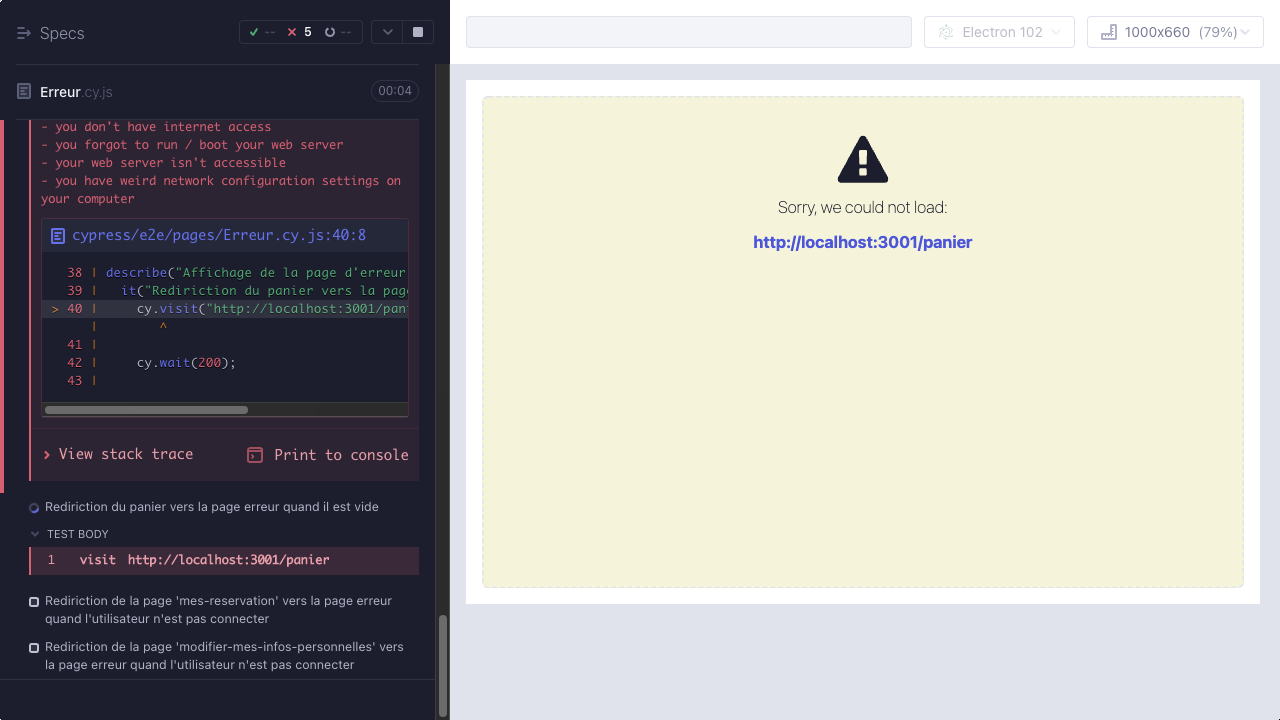 Specs
-- 5 --
Electron 102
1000x660 (79%)
Erreur.cy.js
00:04
- you don't have internet access
- you forgot to run / boot your web server
- your web server isn't accessible
- you have weird network configuration settings on
your computer
cypress/e2e/pages/Erreur.cy.js:40:8
38 | describe("Affichage de la page d'erreur
39 | it("Rediriction du panier vers la pag
> 40 | cy.visit("http://localhost:3001/pan
| ^
41 |
42 | cy.wait(200);
43 |
View stack trace
Print to console
Rediriction du panier vers la page erreur quand il est vide
TEST BODY
1 visit http://localhost:3001/panier
Rediriction de la page 'mes-reservation' vers la page erreur
quand l'utilisateur n'est pas connecter
Rediriction de la page 'modifier-mes-infos-personnelles' vers
la page erreur quand l'utilisateur n'est pas connecter
Sorry, we could not load:
http://localhost:3001/panier